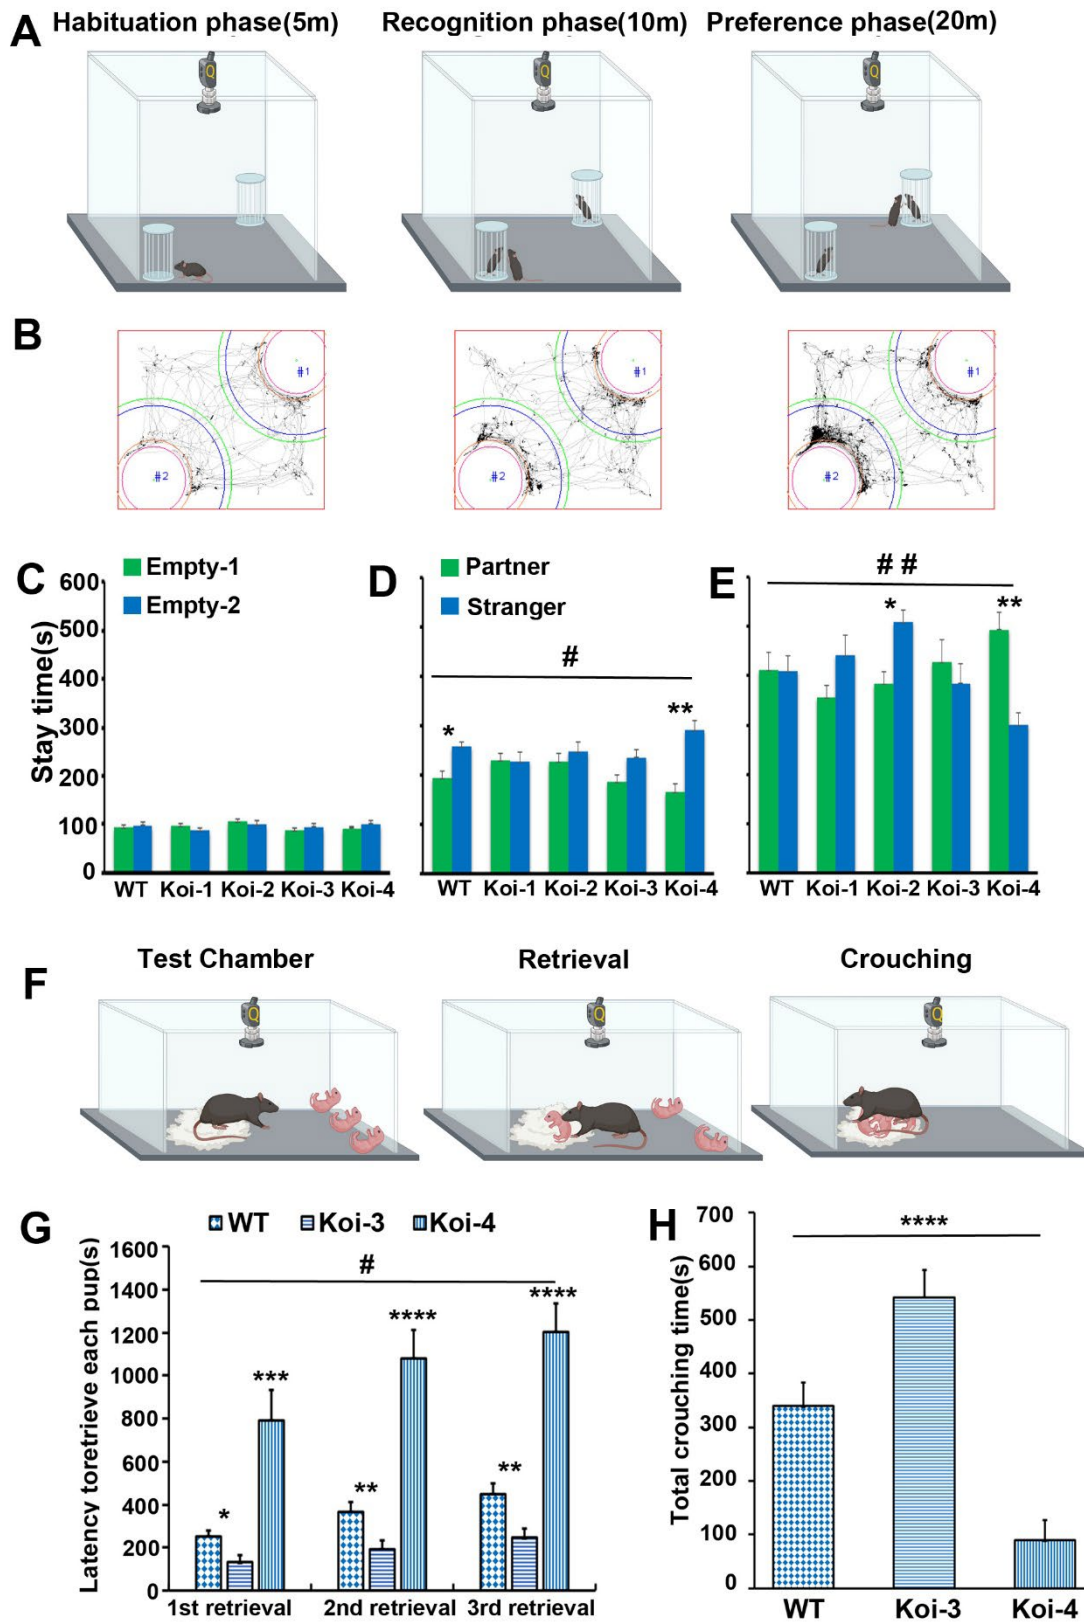 A
Habituation phase(5m)
Recognition phase(10m)
Preference phase(20m)
Q
Q
Q
B
#1
#2
#1
#2
#1
#2
C
Empty-1
Empty-2
Stay time(s)
600
500
400
300
200
100
0
WT Koi-1 Koi-2 Koi-3 Koi-4
D
Partner
Stranger
#
*
**
WT Koi-1 Koi-2 Koi-3 Koi-4
E
# #
*
**
WT Koi-1 Koi-2 Koi-3 Koi-4
F
Test Chamber
Retrieval
Crouching
Q
Q
Q
G
WT Koi-3 Koi-4
Latency toretrieve each pup(s)
1600
1400
1200
1000
800
600
400
200
0
#
*
***
**
****
**
****
1st retrieval 2nd retrieval 3rd retrieval
H
Total crouching time(s)
700
600
500
400
300
200
100
0
****
WT Koi-3 Koi-4